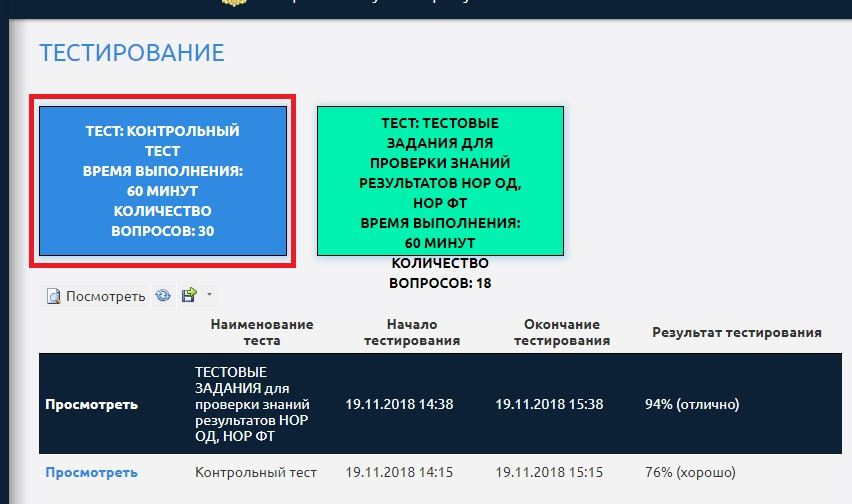 ТЕСТИРОВАНИЕ
ТЕСТ: КОНТРОЛЬНЫЙ
ТЕСТ
ВРЕМЯ ВЫПОЛНЕНИЯ:
60 МИНУТ
КОЛИЧЕСТВО
ВОПРОСОВ: 30
ТЕСТ: ТЕСТОВЫЕ
ЗАДАНИЯ ДЛЯ
ПРОВЕРКИ ЗНАНИЙ
РЕЗУЛЬТАТОВ НОР ОД,
НОР ФТ
ВРЕМЯ ВЫПОЛНЕНИЯ:
60 МИНУТ
КОЛИЧЕСТВО
ВОПРОСОВ: 18
Посмотреть
Наименование
теста
Начало
тестирования
Окончание
тестирования
Результат тестирования
Просмотреть
ТЕСТОВЫЕ
ЗАДАНИЯ для
проверки знаний
результатов НОР
ОД, НОР ФТ
19.11.2018 14:38
19.11.2018 15:38
94% (отлично)
Просмотреть
Контрольный тест
19.11.2018 14:15
19.11.2018 15:15
76% (хорошо)